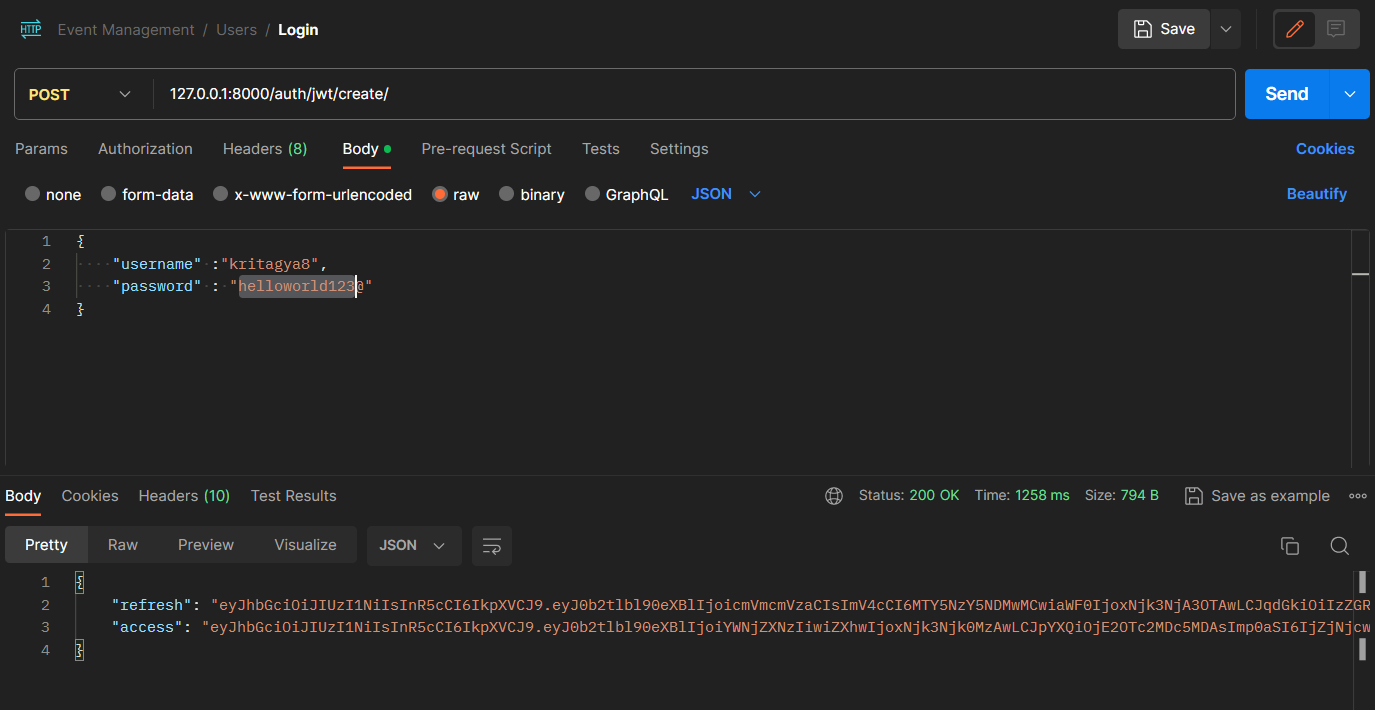 HTTP Event Management / Users / Login Save
POST 127.0.0.1:8000/auth/jwt/create/ Send
Params Authorization Headers (8) Body Pre-request Script Tests Settings Cookies
none form-data x-www-form-urlencoded raw binary GraphQL JSON Beautify
1 {
2 "username" :"kritagya8",
3 "password" : "helloworld123@"
4 }
Body Cookies Headers (10) Test Results Status: 200 OK Time: 1258 ms Size: 794 B Save as example
Pretty Raw Preview Visualize JSON
1 {
2 "refresh": "eyJhbGciOiJIUzI1NiIsInR5cCI6IkpXVCJ9.eyJ0b2tlbl90eXBlIjoicmVmcmVzaCIsImV4cCI6MTY5NzY5NDMwMCwiaWF0IjoxNjk3NjA3OTAwLCJqdGkiOiIzZGR
3 "access": "eyJhbGciOiJIUzI1NiIsInR5cCI6IkpXVCJ9.eyJ0b2tlbl90eXBlIjoiYWNjZXNzIiwiZXhwIjoxNjk3Njk0MzAwLCJpYXQiOjE2OTc2MDc5MDAsImp0aSI6IjZjNjcw
4 }